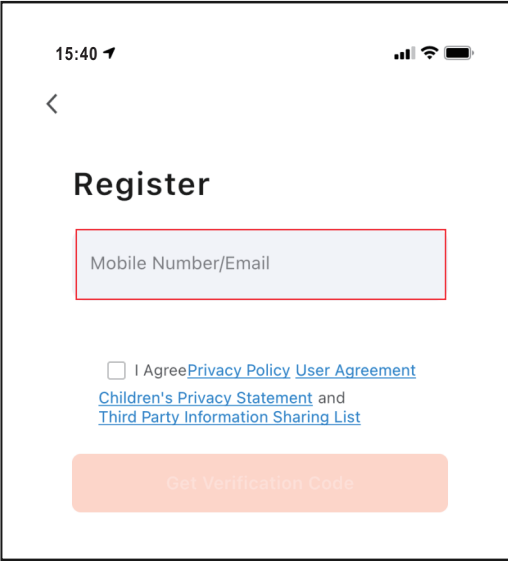 15:40
Register
Mobile Number/Email
I AgreePrivacy Policy User Agreement
Children's Privacy Statement and
Third Party Information Sharing List
Get Verification Code